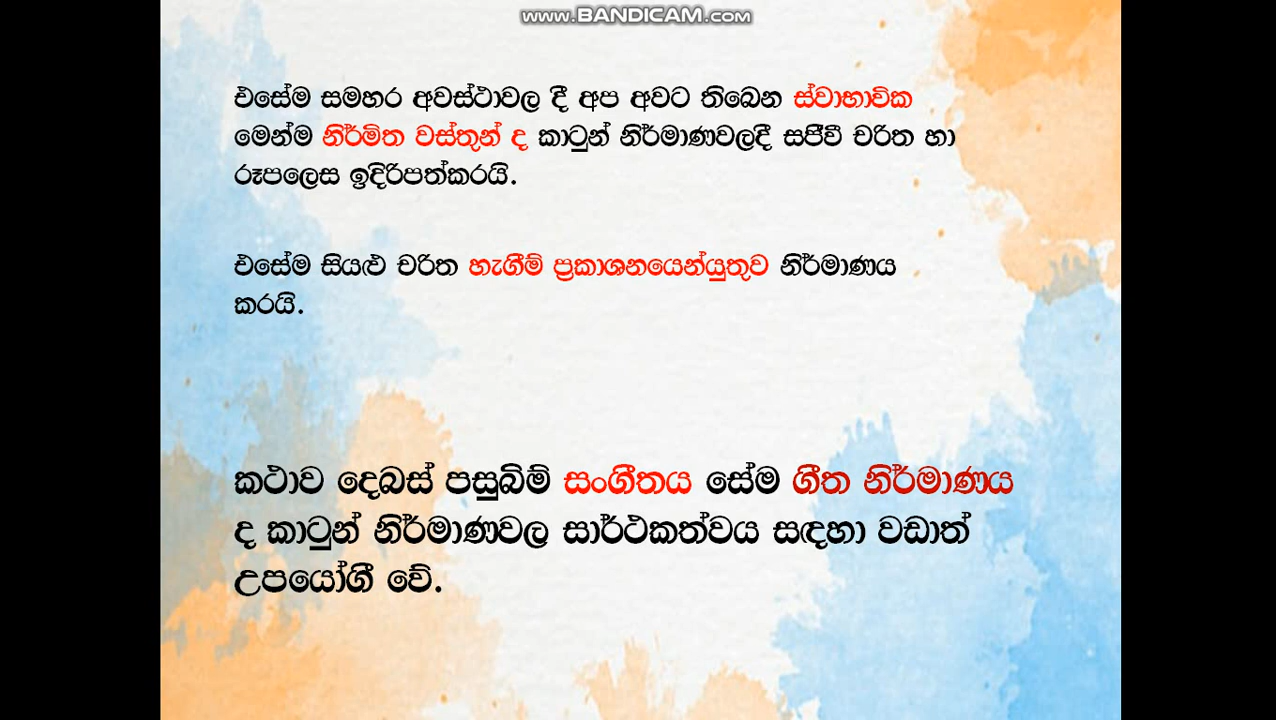 www.BANDICAM.com
එසේම සමහර අවස්ථාවල දී අප අවට තිබෙන ස්වාභාවික
මෙන්ම නිර්මිත වස්තූන් ද කාටුන් නිර්මාණවලදී සජීවී චරිත හා
රූපලෙස ඉදිරිපත්කරයි.
එසේම සියළු චරිත හැගීම් ප්‍රකාශනයෙන්යුතුව නිර්මාණය
කරයි.
කථාව දෙබස් පසුබිම් සංගීතය සේම ගීත නිර්මාණය
ද කාටුන් නිර්මාණවල සාර්ථකත්වය සඳහා වඩාත්
උපයෝගී වේ.